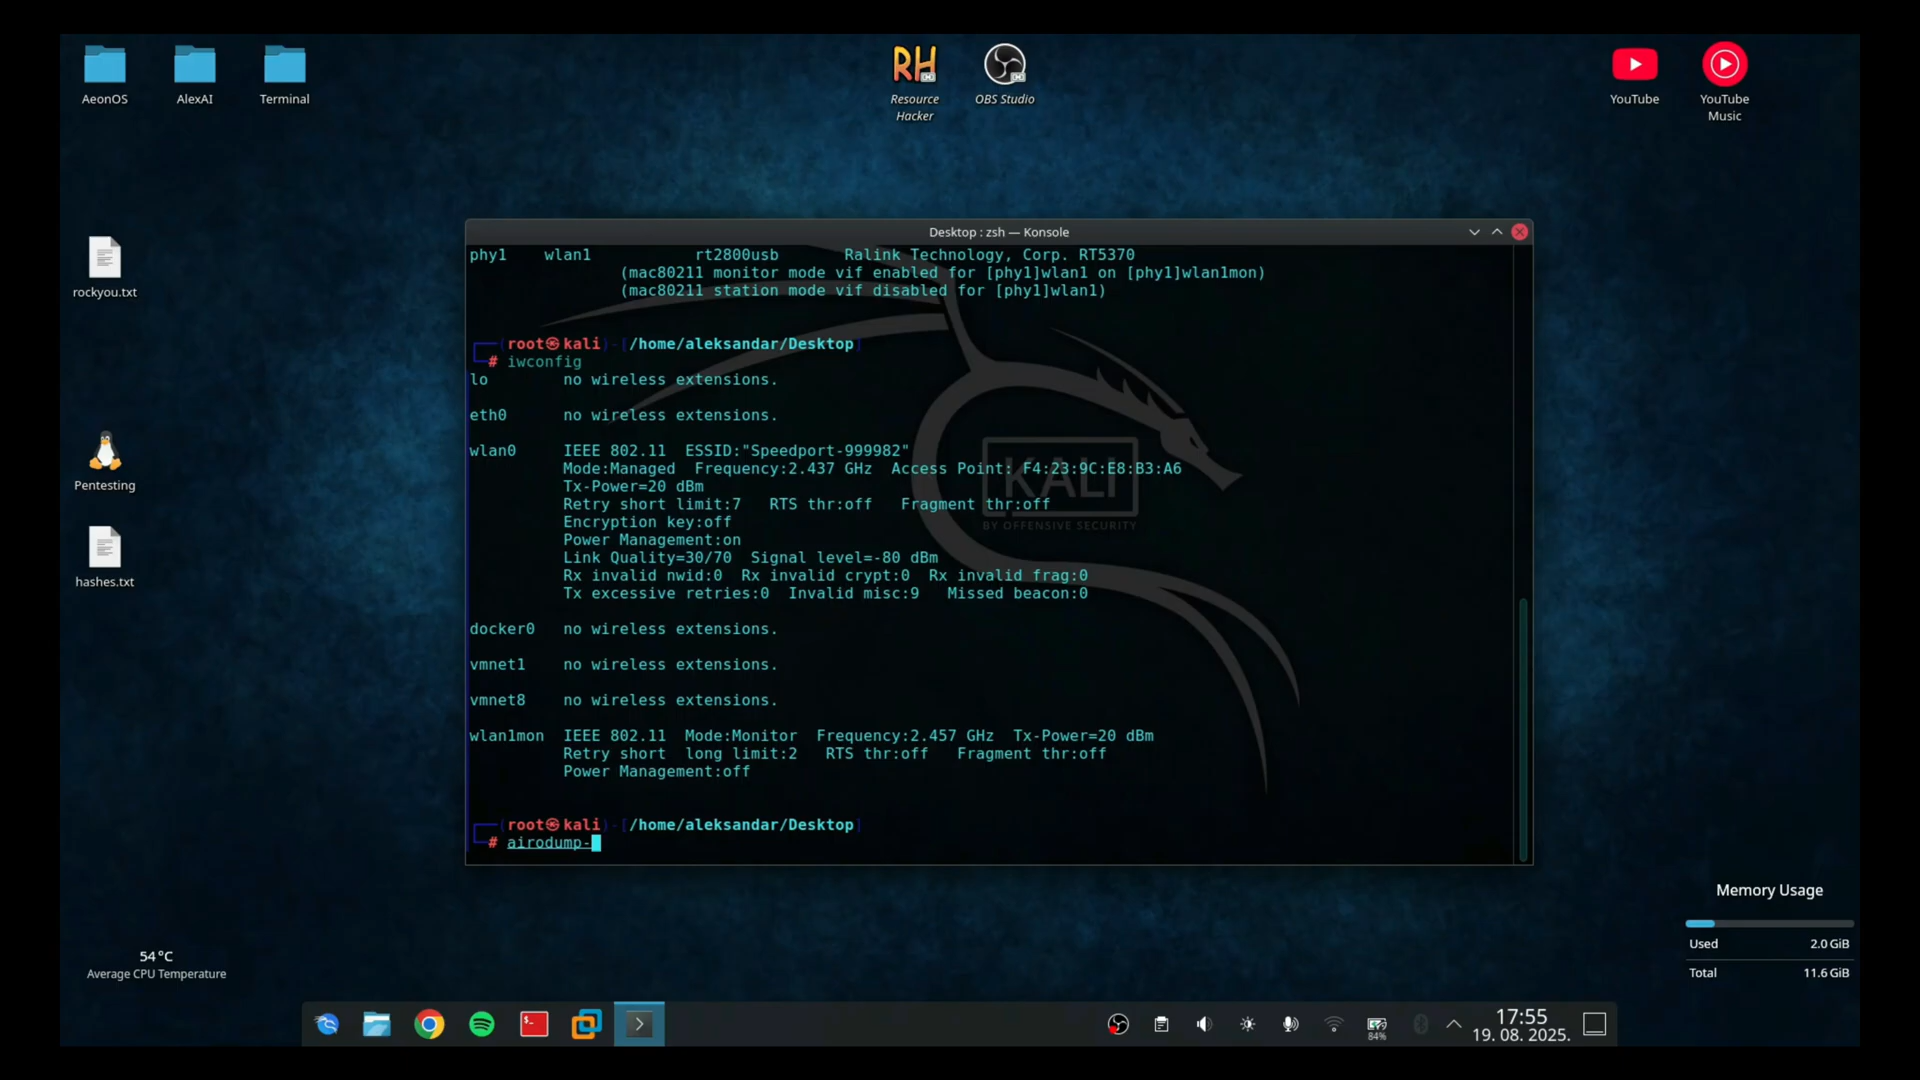 AeonOS
AlexAI
Terminal
RH
Resource
Hacker
OBS Studio
YouTube
YouTube
Music
rockyou.txt
Pentesting
hashes.txt
Desktop : zsh — Konsole
phy1 wlan1 rt2800usb Ralink Technology, Corp. RT5370
(mac80211 monitor mode vif enabled for [phy1]wlan1 on [phy1]wlan1mon)
(mac80211 station mode vif disabled for [phy1]wlan1)
┌──(root㉿kali)-[/home/aleksandar/Desktop]
└─# iwconfig
lo no wireless extensions.
eth0 no wireless extensions.
wlan0 IEEE 802.11 ESSID:"Speedport-999982"
Mode:Managed Frequency:2.437 GHz Access Point: F4:23:9C:E8:B3:A6
Tx-Power=20 dBm
Retry short limit:7 RTS thr:off Fragment thr:off
Encryption key:off
Power Management:on
Link Quality=30/70 Signal level=-80 dBm
Rx invalid nwid:0 Rx invalid crypt:0 Rx invalid frag:0
Tx excessive retries:0 Invalid misc:9 Missed beacon:0
docker0 no wireless extensions.
vmnet1 no wireless extensions.
vmnet8 no wireless extensions.
wlan1mon IEEE 802.11 Mode:Monitor Frequency:2.457 GHz Tx-Power=20 dBm
Retry short long limit:2 RTS thr:off Fragment thr:off
Power Management:off
┌──(root㉿kali)-[/home/aleksandar/Desktop]
└─# airodump-
KALI
BY OFFENSIVE SECURITY
Memory Usage
Used 2.0 GiB
Total 11.6 GiB
54 °C
Average CPU Temperature
84%
17:55
19. 08. 2025.